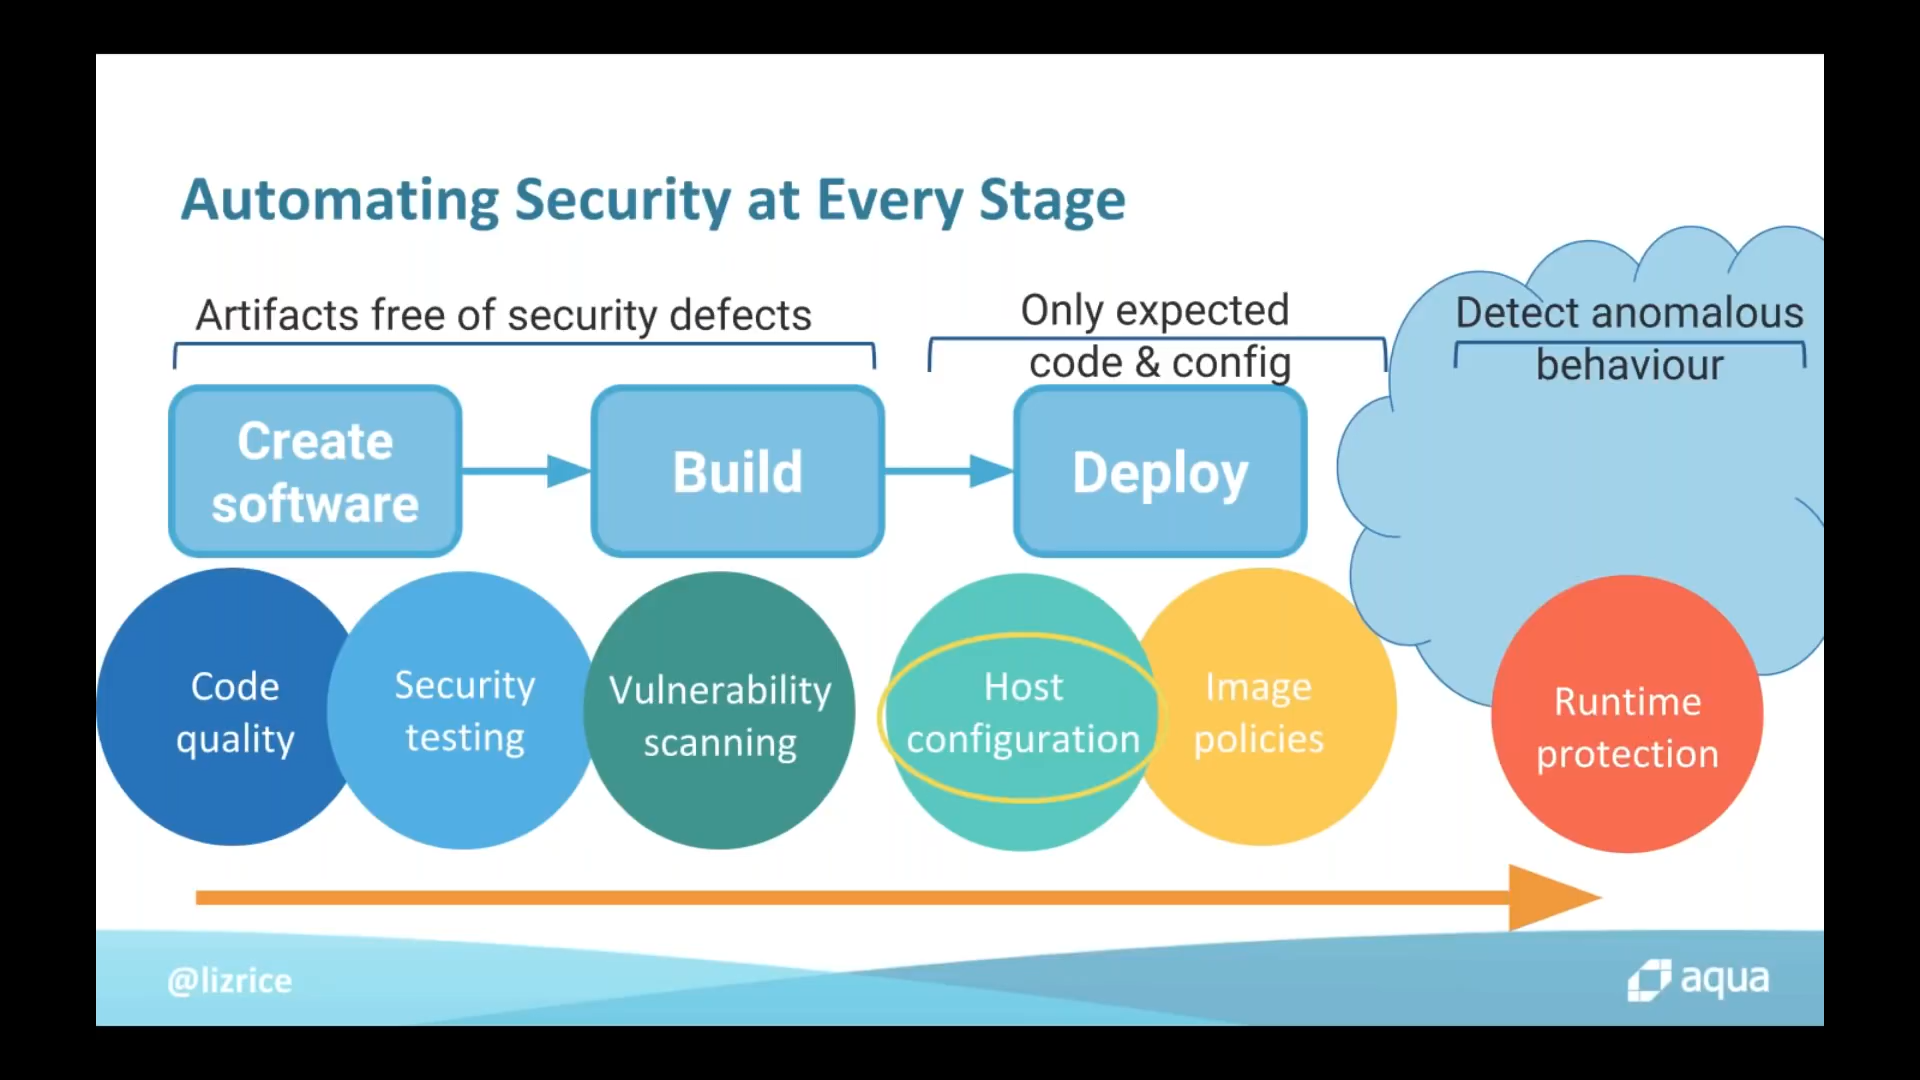 Automating Security at Every Stage
Artifacts free of security defects
Only expected
code & config
Detect anomalous
behaviour
Create
software
Build
Deploy
Code
quality
Security
testing
Vulnerability
scanning
Host
configuration
Image
policies
Runtime
protection
@lizrice
aqua